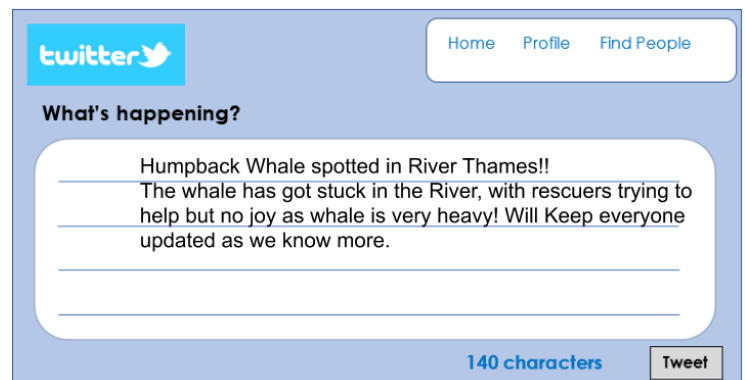 twitter
Home Profile Find People
What's happening?
Humpback Whale spotted in River Thames!!
The whale has got stuck in the River, with rescuers trying to
help but no joy as whale is very heavy! Will Keep everyone
updated as we know more.
140 characters Tweet